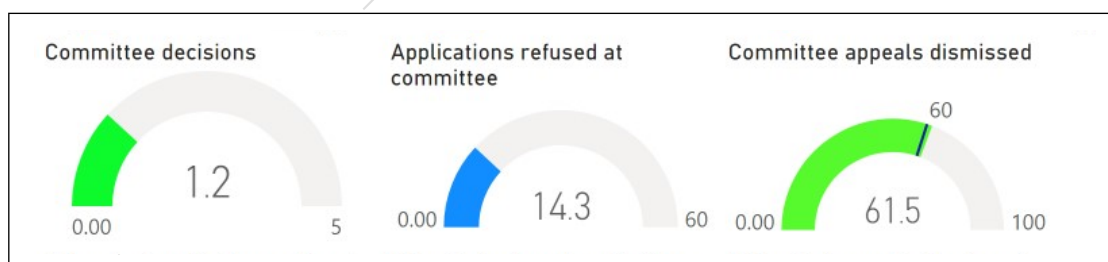 Committee decisions
1.2
0.00
5
Applications refused at
committee
14.3
0.00
60
Committee appeals dismissed
60
61.5
0.00
100